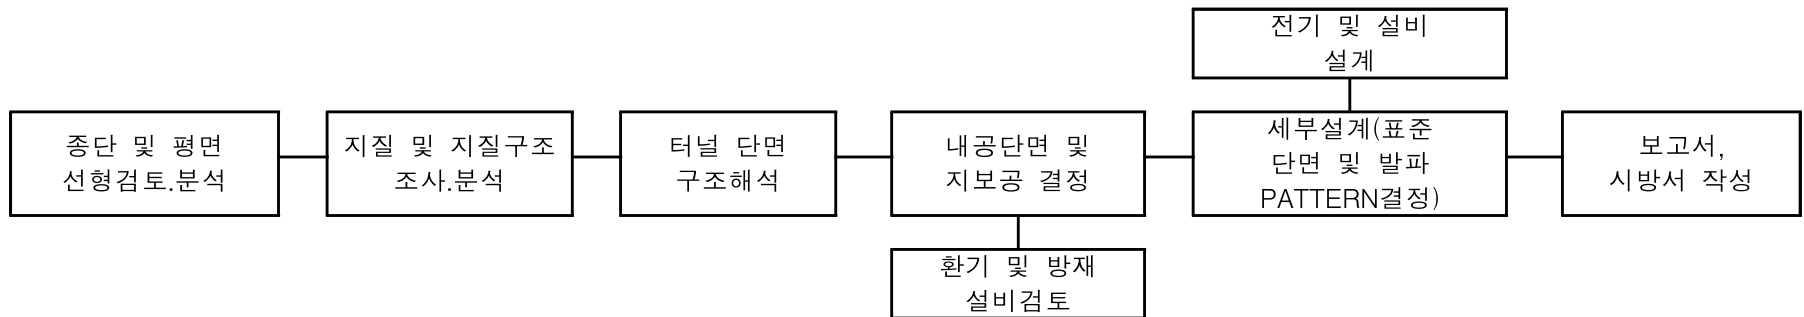 전기 및 설비
설계
종단 및 평면
선형검토.분석
지질 및 지질구조
조사.분석
터널 단면
구조해석
내공단면 및
지보공 결정
세부설계(표준
단면 및 발파
PATTERN결정)
보고서,
시방서 작성
환기 및 방재
설비검토